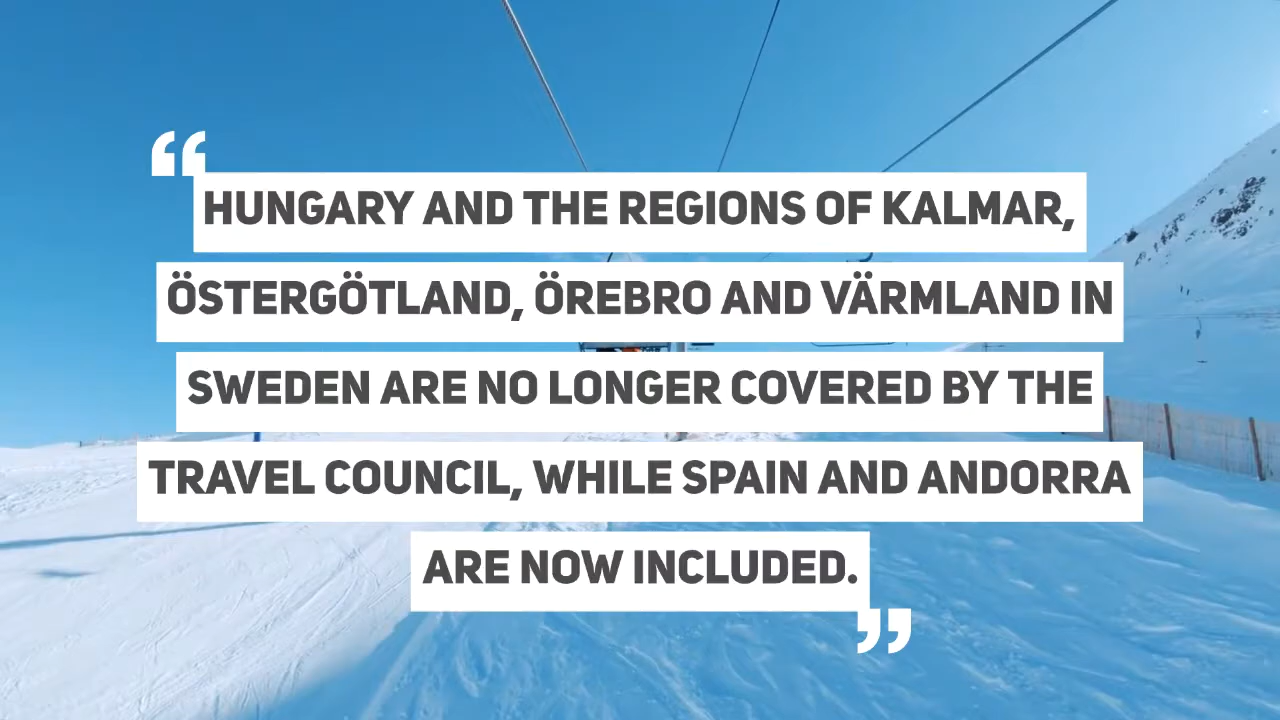 “
HUNGARY AND THE REGIONS OF KALMAR,
ÖSTERGÖTLAND, ÖREBRO AND VÄRMLAND IN
SWEDEN ARE NO LONGER COVERED BY THE
TRAVEL COUNCIL, WHILE SPAIN AND ANDORRA
ARE NOW INCLUDED.
”